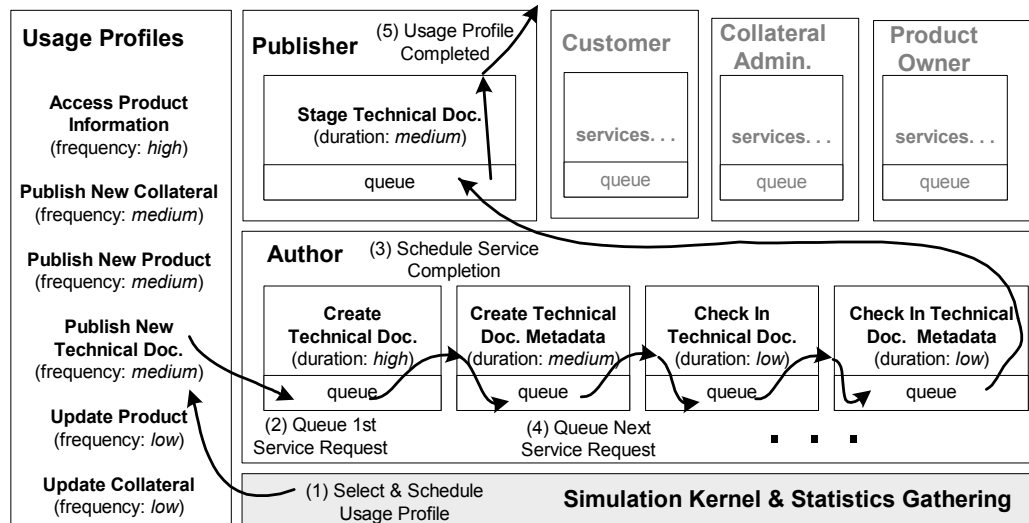 Usage Profiles
Access Product
Information
(frequency: high)
Publish New Collateral
(frequency: medium)
Publish New Product
(frequency: medium)
Publish New
Technical Doc.
(frequency: medium)
Update Product
(frequency: low)
Update Collateral
(frequency: low)
Publisher
(5) Usage Profile
Completed
Stage Technical Doc.
(duration: medium)
queue
Customer
services. . .
queue
Collateral
Admin.
services. . .
queue
Product
Owner
services. . .
queue
Author
(3) Schedule Service
Completion
Create
Technical Doc.
(duration: high)
queue
Create Technical
Doc. Metadata
(duration: medium)
queue
Check In
Technical Doc.
(duration: low)
queue
Check In Technical
Doc. Metadata
(duration: low)
queue
(2) Queue 1st
Service Request
(4) Queue Next
Service Request
. . . .
(1) Select & Schedule
Usage Profile
Simulation Kernel & Statistics Gathering